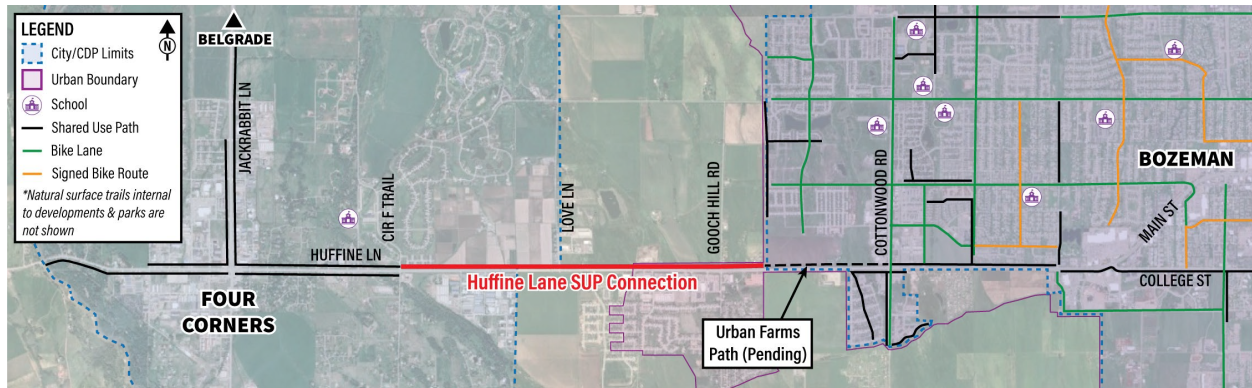 LEGEND
City/CDP Limits
Urban Boundary
School
Shared Use Path
Bike Lane
Signed Bike Route
*Natural surface trails internal
to developments & parks are
not shown
N
BELGRADE
JACKRABBIT LN
CIR F TRAIL
HUFFINE LN
FOUR
CORNERS
LOVE LN
GOOCH HILL RD
Huffine Lane SUP Connection
COTTONWOOD RD
Urban Farms
Path (Pending)
BOZEMAN
MAIN ST
COLLEGE ST